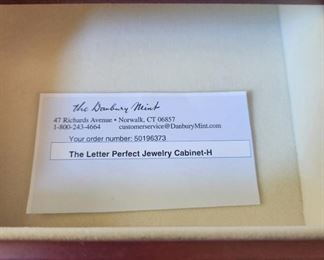 the Danbury Mint
47 Richards Avenue • Norwalk, CT 06857
1-800-243-4664 customerservice@DanburyMint.com
Your order number: 50196373
The Letter Perfect Jewelry Cabinet-H